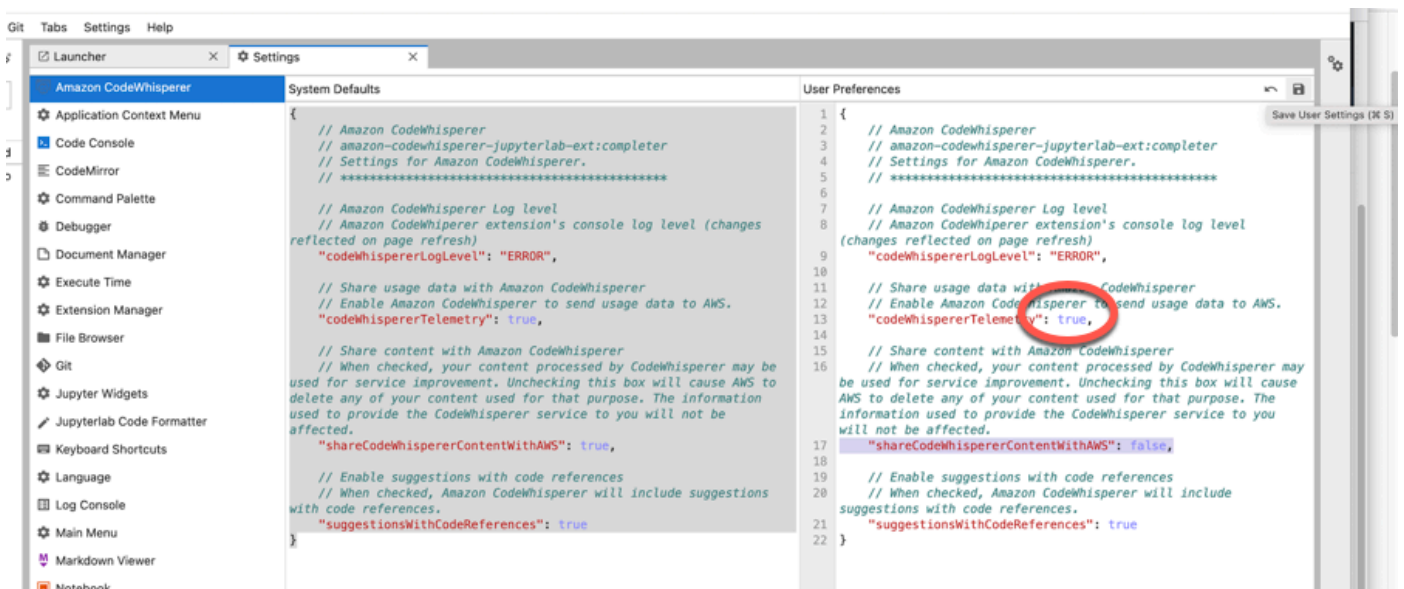 Git Tabs Settings Help
Launcher
Settings
Amazon CodeWhisperer
Application Context Menu
Code Console
CodeMirror
Command Palette
Debugger
Document Manager
Execute Time
Extension Manager
File Browser
Git
Jupyter Widgets
Jupyterlab Code Formatter
Keyboard Shortcuts
Language
Log Console
Main Menu
Markdown Viewer
Notebook
System Defaults
{
// Amazon CodeWhisperer
// amazon-codewhisperer-jupyterlab-ext:completer
// Settings for Amazon CodeWhisperer.
// *********************************************
// Amazon CodeWhisperer Log level
// Amazon CodeWhiperer extension's console log level (changes
reflected on page refresh)
"codeWhispererLogLevel": "ERROR",
// Share usage data with Amazon CodeWhisperer
// Enable Amazon CodeWhisperer to send usage data to AWS.
"codeWhispererTelemetry": true,
// Share content with Amazon CodeWhisperer
// When checked, your content processed by CodeWhisperer may be
used for service improvement. Unchecking this box will cause AWS to
delete any of your content used for that purpose. The information
used to provide the CodeWhisperer service to you will not be
affected.
"shareCodeWhispererContentWithAWS": true,
// Enable suggestions with code references
// When checked, Amazon CodeWhisperer will include suggestions
with code references.
"suggestionsWithCodeReferences": true
}
User Preferences
Save User Settings (⌘ S)
1 {
2 // Amazon CodeWhisperer
3 // amazon-codewhisperer-jupyterlab-ext:completer
4 // Settings for Amazon CodeWhisperer.
5 // *********************************************
6
7 // Amazon CodeWhisperer Log level
8 // Amazon CodeWhiperer extension's console log level
(changes reflected on page refresh)
9 "codeWhispererLogLevel": "ERROR",
10
11 // Share usage data with Amazon CodeWhisperer
12 // Enable Amazon CodeWhisperer to send usage data to AWS.
13 "codeWhispererTelemetry": true,
14
15 // Share content with Amazon CodeWhisperer
16 // When checked, your content processed by CodeWhisperer may
be used for service improvement. Unchecking this box will cause
AWS to delete any of your content used for that purpose. The
information used to provide the CodeWhisperer service to you
will not be affected.
17 "shareCodeWhispererContentWithAWS": false,
18
19 // Enable suggestions with code references
20 // When checked, Amazon CodeWhisperer will include
suggestions with code references.
21 "suggestionsWithCodeReferences": true
22 }